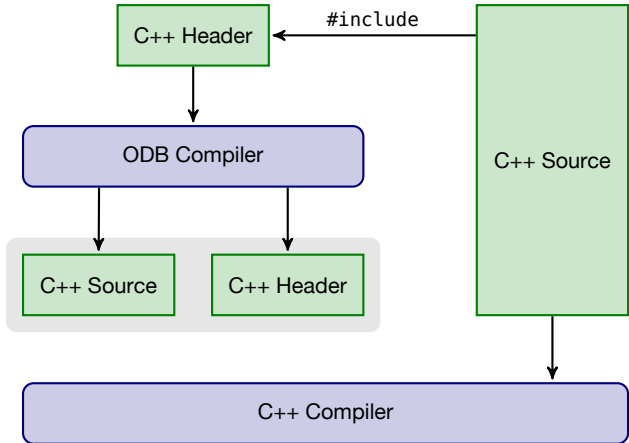 C++ Header
#include
C++ Source
ODB Compiler
C++ Source
C++ Header
C++ Compiler